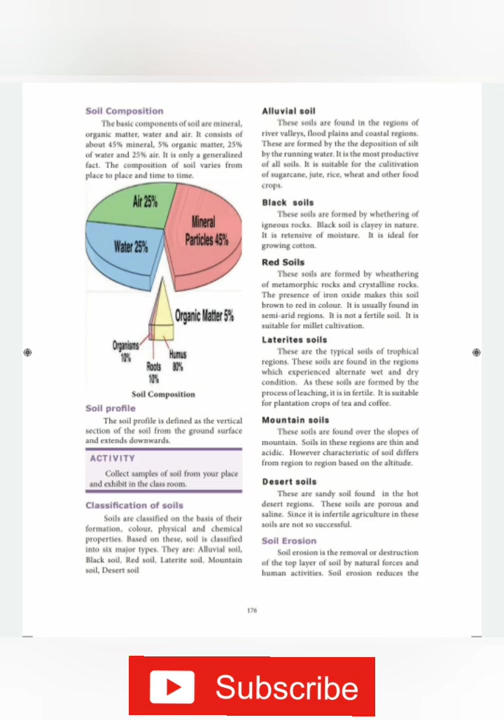 Soil Composition
The basic components of soil are mineral,
organic matter, water and air. It consists of
about 45% mineral, 5% organic matter, 25%
of water and 25% air. It is only a generalized
fact. The composition of soil varies from
place to place and time to time.
Air 25%
Mineral
Particles 45%
Water 25%
Organic Matter 5%
Organisms
10%
Roots
10%
Humus
80%
Soil Composition
Soil profile
The soil profile is defined as the vertical
section of the soil from the ground surface
and extends downwards.
ACTIVITY
Collect samples of soil from your place
and exhibit in the class room.
Classification of soils
Soils are classified on the basis of their
formation, colour, physical and chemical
properties. Based on these, soil is classified
into six major types. They are: Alluvial soil,
Black soil, Red soil, Laterite soil, Mountain
soil, Desert soil
Alluvial soil
These soils are found in the regions of
river valleys, flood plains and coastal regions.
These are formed by the the deposition of silt
by the running water. It is the most productive
of all soils. It is suitable for the culitivation
of sugarcane, jute, rice, wheat and other food
crops.
Black soils
These soils are formed by whethering of
igneous rocks. Black soil is clayey in nature.
It is retensive of moisture. It is ideal for
growing cotton.
Red Soils
These soils are formed by wheathering
of metamorphic rocks and crystalline rocks.
The presence of iron oxide makes this soil
brown to red in colour. It is usually found in
semi-arid regions. It is not a fertile soil. It is
suitable for millet cultivation.
Laterites soils
These are the typical soils of trophical
regions. These soils are found in the regions
which experienced alternate wet and dry
condition. As these soils are formed by the
process of leaching, it is in fertile. It is suitable
for plantation crops of tea and coffee.
Mountain soils
These soils are found over the slopes of
mountain. Soils in these regions are thin and
acidic. However characteristic of soil differs
from region to region based on the altitude.
Desert soils
These are sandy soil found in the hot
desert regions. These soils are porous and
saline. Since it is infertile agriculture in these
soils are not so successful.
Soil Erosion
Soil erosion is the removal or destruction
of the top layer of soil by natural forces and
human activities. Soil erosion reduces the
176
Subscribe